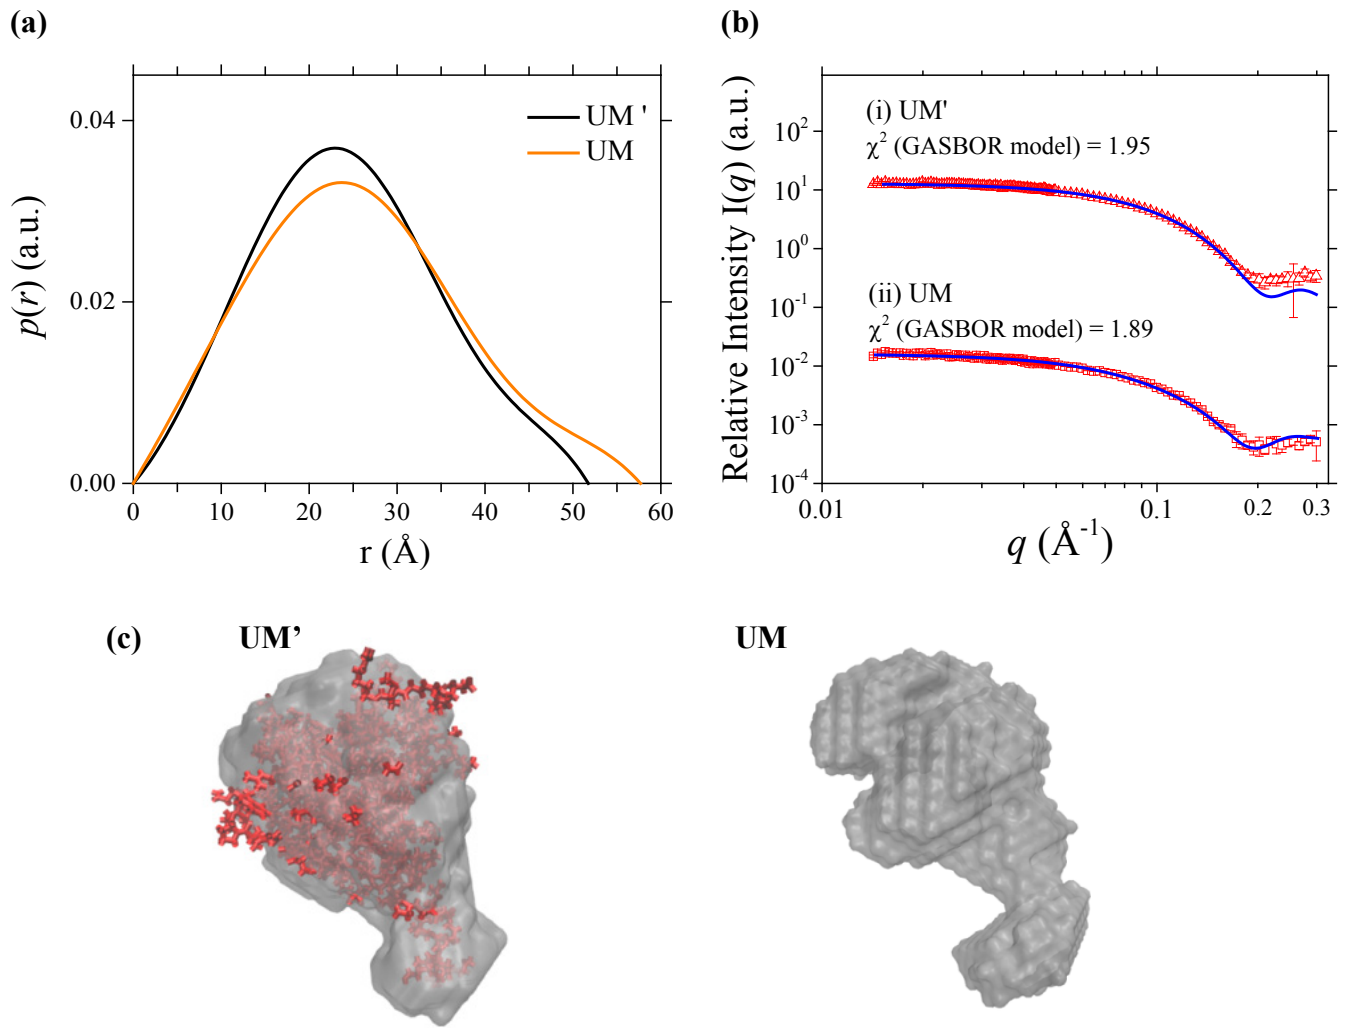 (a)
p(r) (a.u.)
0.04
0.02
0.00
UM '
UM
0 10 20 30 40 50 60
r (Å)
(b)
Relative Intensity I(q) (a.u.)
10²
10¹
10⁰
10⁻¹
10⁻²
10⁻³
10⁻⁴
(i) UM'
χ² (GASBOR model) = 1.95
(ii) UM
χ² (GASBOR model) = 1.89
0.01 0.1 0.2 0.3
q (Å⁻¹)
(c) UM’ UM